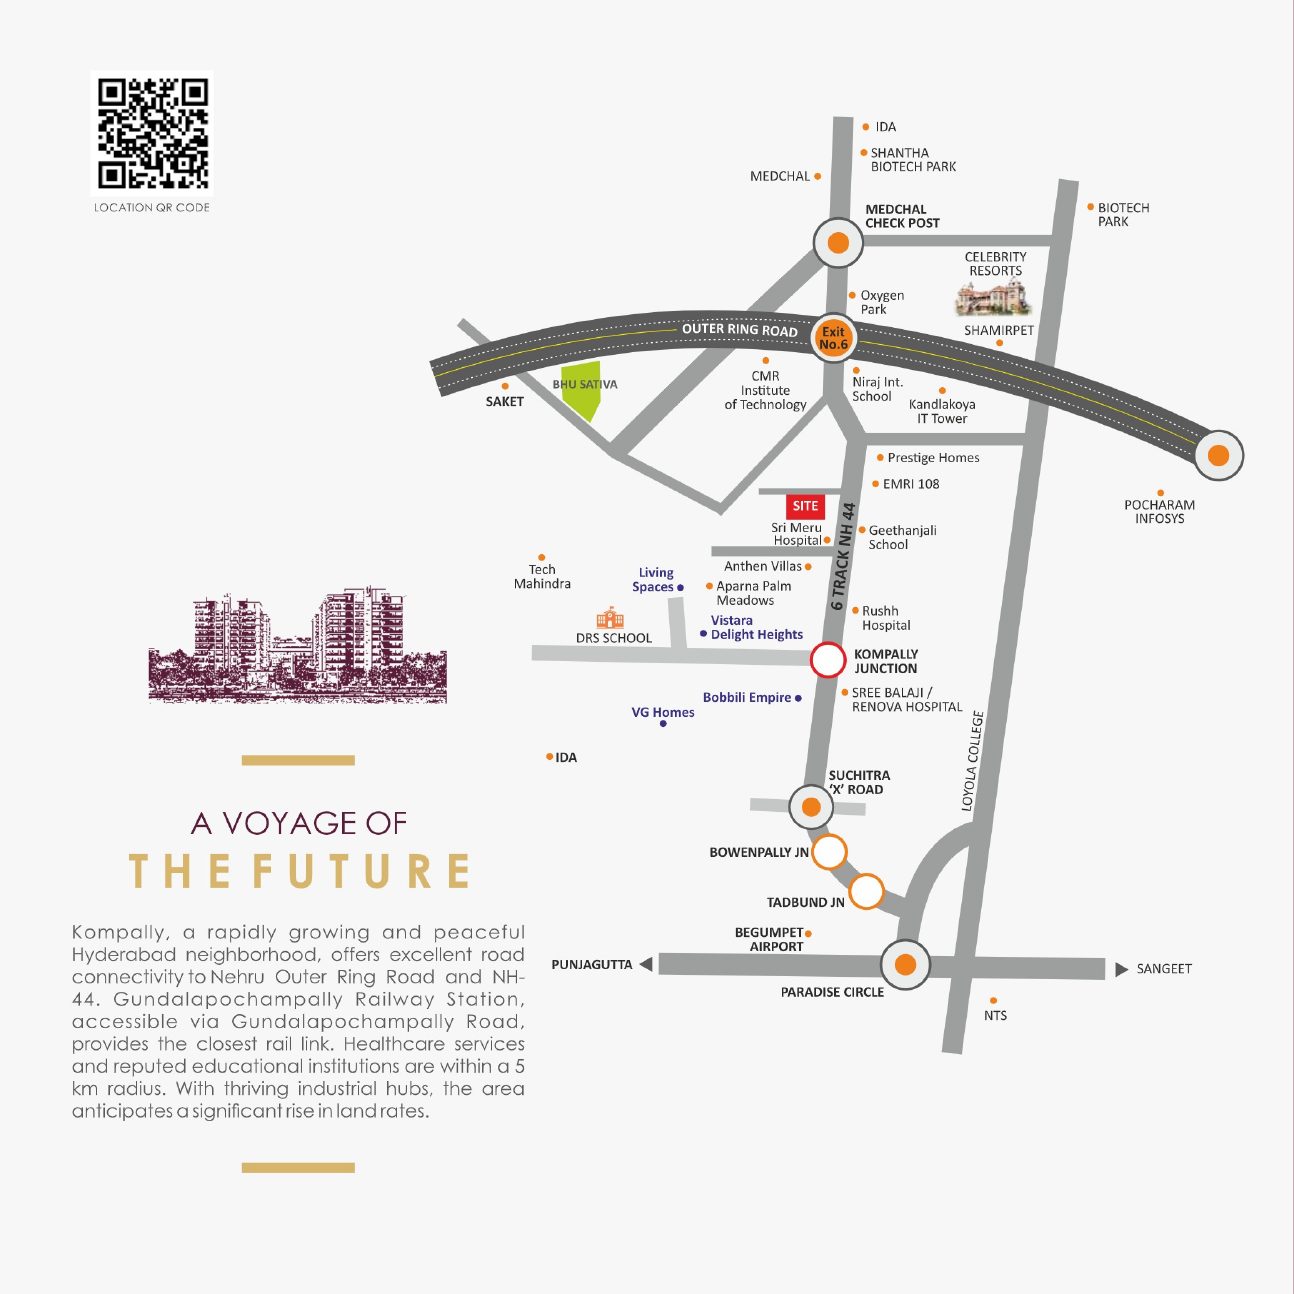 LOCATION QR CODE
IDA
SHANTHA
BIOTECH PARK
MEDCHAL
MEDCHAL
CHECK POST
BIOTECH
PARK
CELEBRITY
RESORTS
Oxygen
Park
SHAMIRPET
OUTER RING ROAD
Exit
No.6
BHU SATIVA
SAKET
CMR
Institute
of Technology
Niraj Int.
School
Kandlakoya
IT Tower
Prestige Homes
EMRI 108
POCHARAM
INFOSYS
SITE
Sri Meru
Hospital
6 TRACK NH 44
Geethanjali
School
Anthen Villas
Tech
Mahindra
Living
Spaces
Aparna Palm
Meadows
Rushh
Hospital
Vistara
Delight Heights
DRS SCHOOL
KOMPALLY
JUNCTION
SREE BALAJI /
RENOVA HOSPITAL
Bobbili Empire
VG Homes
IDA
LOYOLA COLLEGE
SUCHITRA
'X' ROAD
BOWENPALLY JN
TADBUND JN
BEGUMPET
AIRPORT
PUNJAGUTTA
SANGEET
PARADISE CIRCLE
NTS
A VOYAGE OF
THE FUTURE
Kompally, a rapidly growing and peaceful
Hyderabad neighborhood, offers excellent road
connectivity to Nehru Outer Ring Road and NH-
44. Gundalapochampally Railway Station,
accessible via Gundalapochampally Road,
provides the closest rail link. Healthcare services
and reputed educational institutions are within a 5
km radius. With thriving industrial hubs, the area
anticipates a significant rise in land rates.